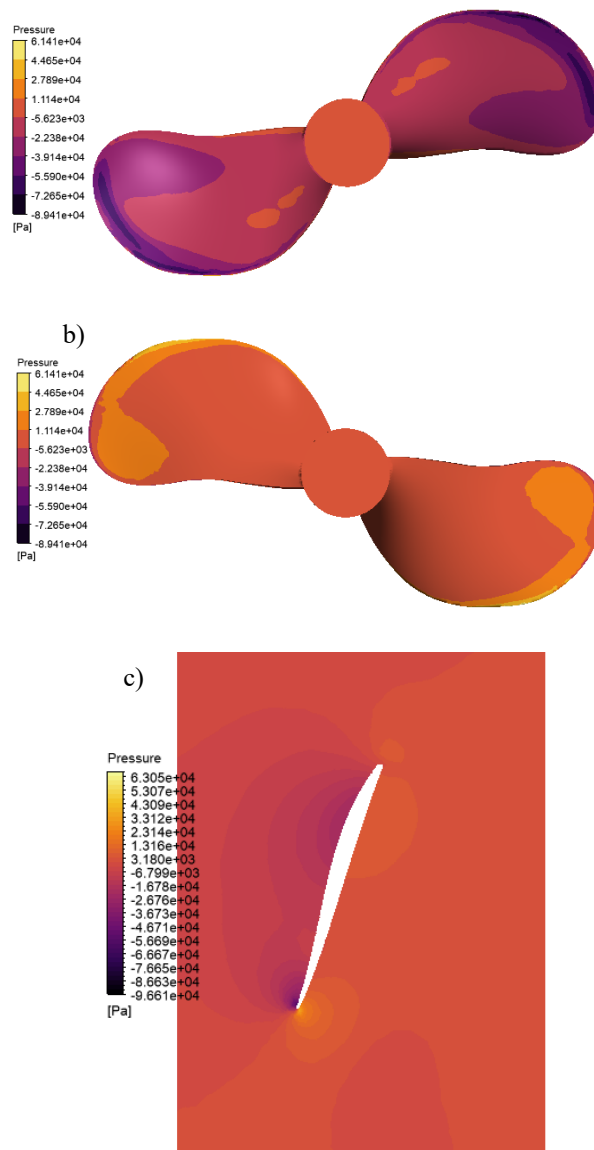 Pressure
6.141e+04
4.465e+04
2.789e+04
1.114e+04
-5.623e+03
-2.238e+04
-3.914e+04
-5.590e+04
-7.265e+04
-8.941e+04
[Pa]
b)
Pressure
6.141e+04
4.465e+04
2.789e+04
1.114e+04
-5.623e+03
-2.238e+04
-3.914e+04
-5.590e+04
-7.265e+04
-8.941e+04
[Pa]
c)
Pressure
6.305e+04
5.307e+04
4.309e+04
2.314e+04
1.316e+04
3.180e+03
-6.799e+03
-1.678e+04
-2.676e+04
-3.673e+04
-4.671e+04
-5.669e+04
-6.667e+04
-7.665e+04
-8.663e+04
-9.661e+04
[Pa]